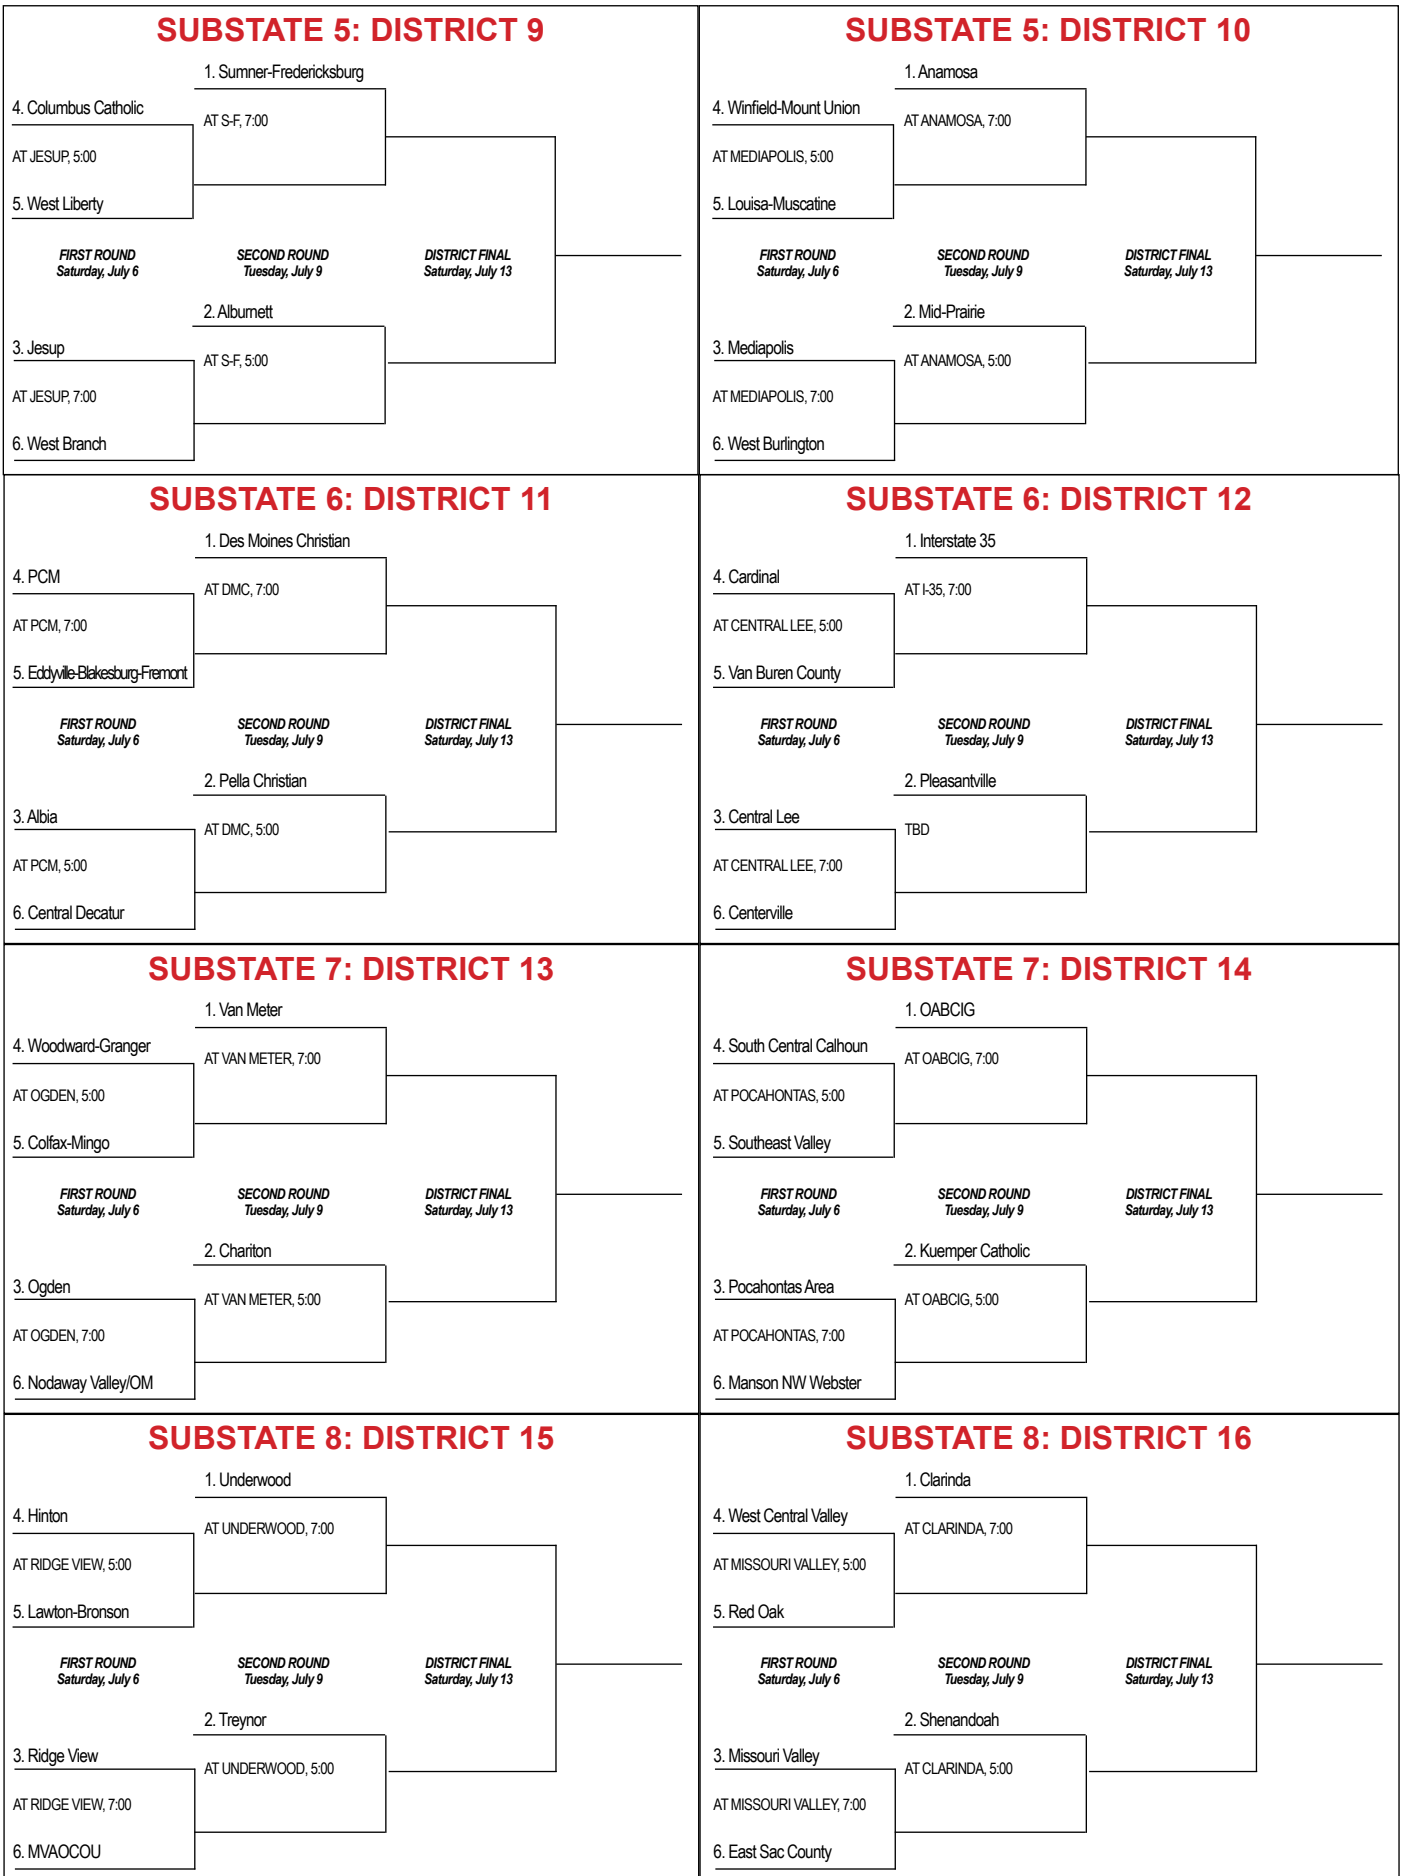 SUBSTATE 5: DISTRICT 9
1. Sumner-Fredericksburg
4. Columbus Catholic
AT S-F, 7:00
AT JESUP, 5:00
5. West Liberty
FIRST ROUND
Saturday, July 6
SECOND ROUND
Tuesday, July 9
DISTRICT FINAL
Saturday, July 13
2. Alburnett
3. Jesup
AT S-F, 5:00
AT JESUP, 7:00
6. West Branch
SUBSTATE 5: DISTRICT 10
1. Anamosa
4. Winfield-Mount Union
AT ANAMOSA, 7:00
AT MEDIAPOLIS, 5:00
5. Louisa-Muscatine
FIRST ROUND
Saturday, July 6
SECOND ROUND
Tuesday, July 9
DISTRICT FINAL
Saturday, July 13
2. Mid-Prairie
3. Mediapolis
AT ANAMOSA, 5:00
AT MEDIAPOLIS, 7:00
6. West Burlington
SUBSTATE 6: DISTRICT 11
1. Des Moines Christian
4. PCM
AT DMC, 7:00
AT PCM, 7:00
5. Eddyville-Blakesburg-Fremont
FIRST ROUND
Saturday, July 6
SECOND ROUND
Tuesday, July 9
DISTRICT FINAL
Saturday, July 13
2. Pella Christian
3. Albia
AT DMC, 5:00
AT PCM, 5:00
6. Central Decatur
SUBSTATE 6: DISTRICT 12
1. Interstate 35
4. Cardinal
AT I-35, 7:00
AT CENTRAL LEE, 5:00
5. Van Buren County
FIRST ROUND
Saturday, July 6
SECOND ROUND
Tuesday, July 9
DISTRICT FINAL
Saturday, July 13
2. Pleasantville
3. Central Lee
TBD
AT CENTRAL LEE, 7:00
6. Centerville
SUBSTATE 7: DISTRICT 13
1. Van Meter
4. Woodward-Granger
AT VAN METER, 7:00
AT OGDEN, 5:00
5. Colfax-Mingo
FIRST ROUND
Saturday, July 6
SECOND ROUND
Tuesday, July 9
DISTRICT FINAL
Saturday, July 13
2. Chariton
3. Ogden
AT VAN METER, 5:00
AT OGDEN, 7:00
6. Nodaway Valley/OM
SUBSTATE 7: DISTRICT 14
1. OABCIG
4. South Central Calhoun
AT OABCIG, 7:00
AT POCAHONTAS, 5:00
5. Southeast Valley
FIRST ROUND
Saturday, July 6
SECOND ROUND
Tuesday, July 9
DISTRICT FINAL
Saturday, July 13
2. Kuemper Catholic
3. Pocahontas Area
AT OABCIG, 5:00
AT POCAHONTAS, 7:00
6. Manson NW Webster
SUBSTATE 8: DISTRICT 15
1. Underwood
4. Hinton
AT UNDERWOOD, 7:00
AT RIDGE VIEW, 5:00
5. Lawton-Bronson
FIRST ROUND
Saturday, July 6
SECOND ROUND
Tuesday, July 9
DISTRICT FINAL
Saturday, July 13
2. Treynor
3. Ridge View
AT UNDERWOOD, 5:00
AT RIDGE VIEW, 7:00
6. MVAOCOU
SUBSTATE 8: DISTRICT 16
1. Clarinda
4. West Central Valley
AT CLARINDA, 7:00
AT MISSOURI VALLEY, 5:00
5. Red Oak
FIRST ROUND
Saturday, July 6
SECOND ROUND
Tuesday, July 9
DISTRICT FINAL
Saturday, July 13
2. Shenandoah
3. Missouri Valley
AT CLARINDA, 5:00
AT MISSOURI VALLEY, 7:00
6. East Sac County